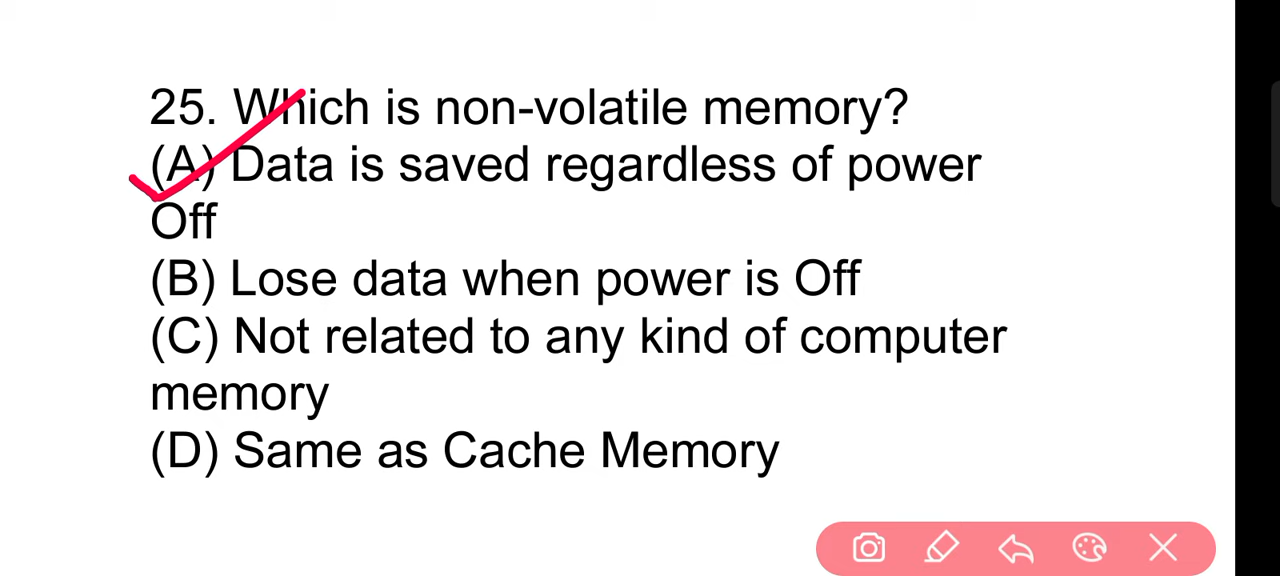 25. Which is non-volatile memory?
(A) Data is saved regardless of power
Off
(B) Lose data when power is Off
(C) Not related to any kind of computer
memory
(D) Same as Cache Memory